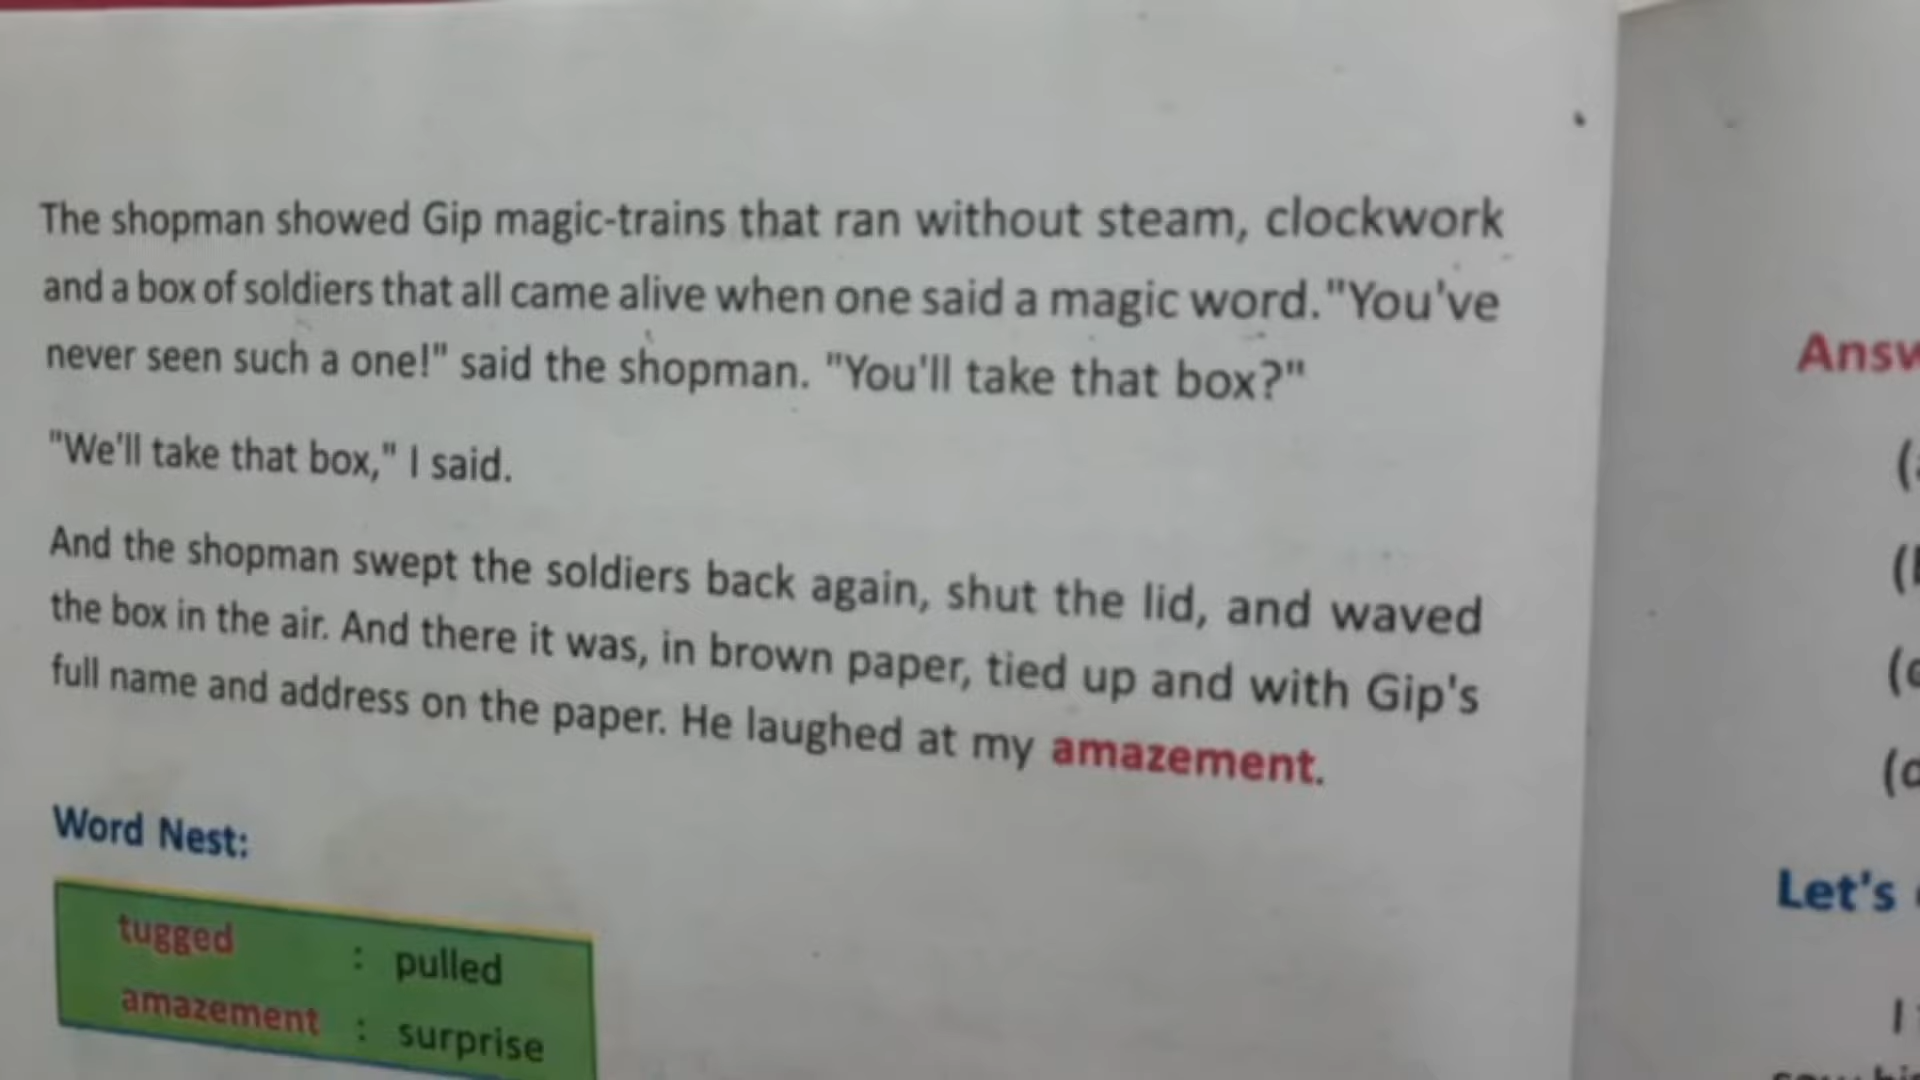 The shopman showed Gip magic-trains that ran without steam, clockwork
and a box of soldiers that all came alive when one said a magic word. "You've
never seen such a one!" said the shopman. "You'll take that box?"
"We'll take that box," I said.
And the shopman swept the soldiers back again, shut the lid, and waved
the box in the air. And there it was, in brown paper, tied up and with Gip's
full name and address on the paper. He laughed at my amazement.
Word Nest:
tugged : pulled
amazement : surprise
Let's
I